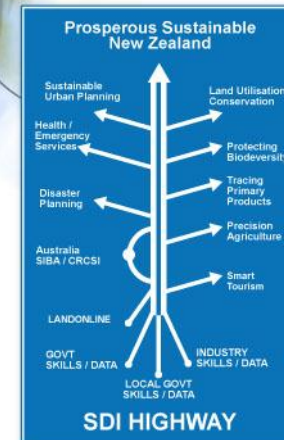 Prosperous Sustainable
New Zealand
Sustainable
Urban Planning
Land Utilisation
Conservation
Health /
Emergency
Services
Protecting
Biodeversity
Tracing
Primary
Products
Disaster
Planning
Precision
Agriculture
Australia
SIBA / CRCSI
Smart
Tourism
LANDONLINE
GOVT
SKILLS / DATA
INDUSTRY
SKILLS / DATA
LOCAL GOVT
SKILLS / DATA
SDI HIGHWAY